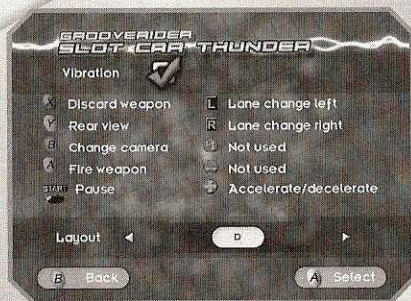 GROOVERIDER
SLOT CAR THUNDER
Vibration
X Discard weapon
Y Rear view
B Change camera
A Fire weapon
START Pause
L Lane change left
R Lane change right
Not used
Not used
Accelerate/decelerate
Layout D
B Back
A Select